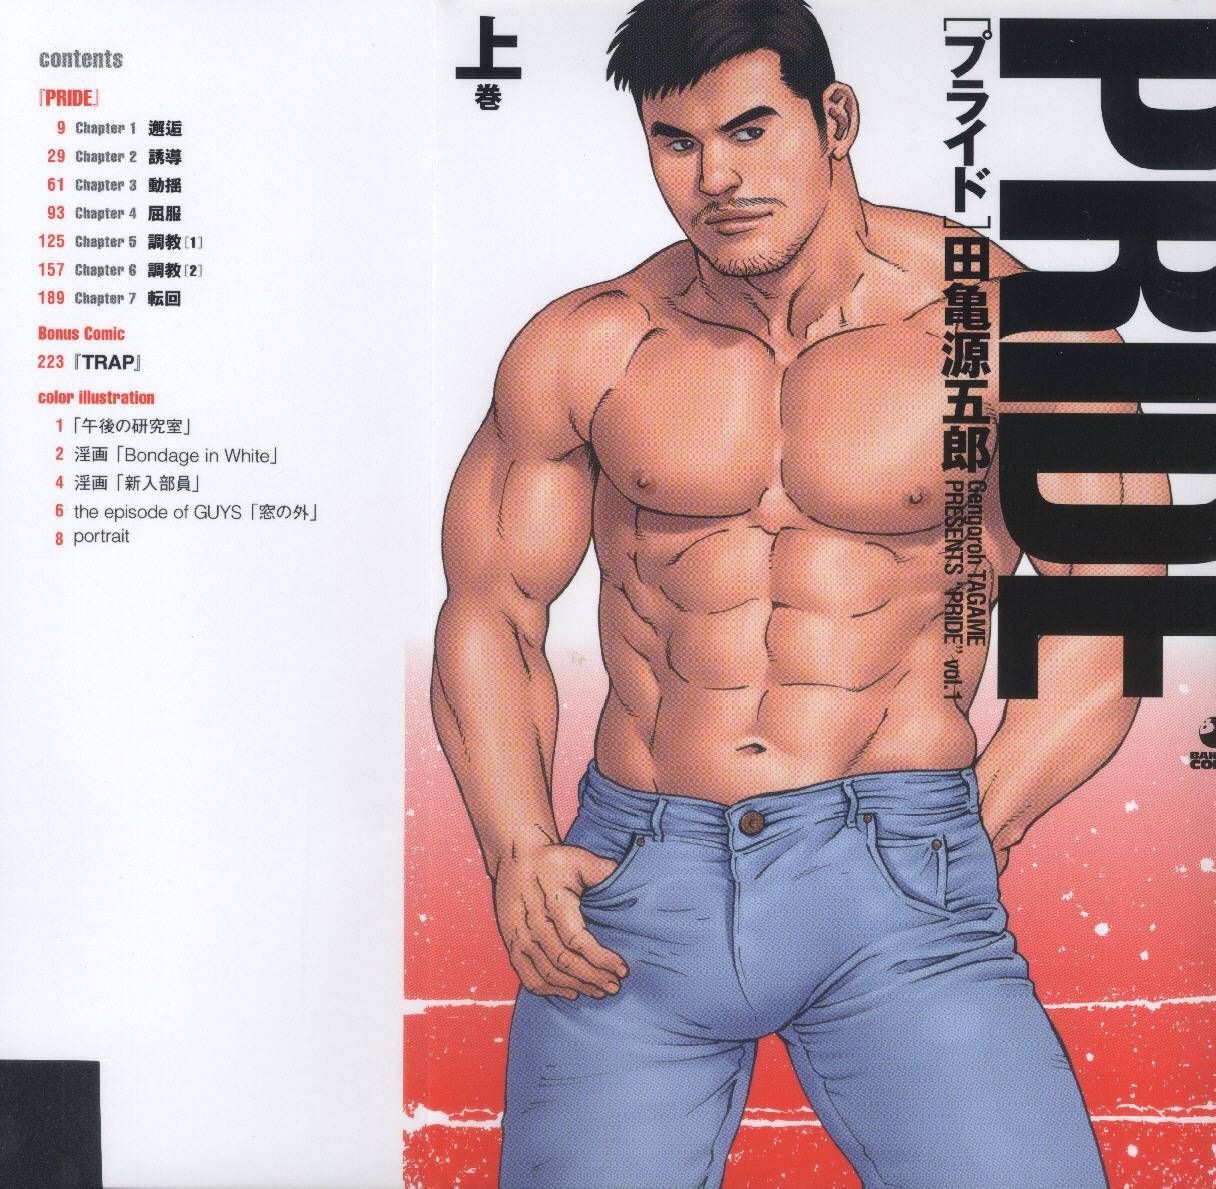 contents
『PRIDE』
9 Chapter 1 邂逅
29 Chapter 2 誘導
61 Chapter 3 動揺
93 Chapter 4 屈服
125 Chapter 5 調教[1]
157 Chapter 6 調教[2]
189 Chapter 7 転回
Bonus Comic
223 『TRAP』
color illustration
1 「午後の研究室」
2 淫画「Bondage in White」
4 淫画「新入部員」
6 the episode of GUYS「窓の外」
8 portrait
上巻
PRIDE
[プライド]田亀源五郎
Gengoroh TAGAME
PRESENTS "PRIDE" vol.1